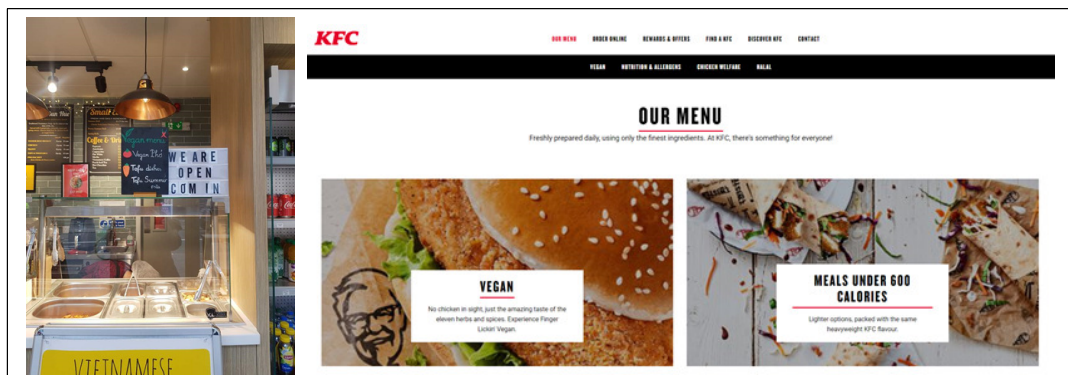 Small
Coffee &
Vegan menu
Vegan Pho
Tofu dishes
Tofu Summer
WE ARE
OPEN
COM IN
VIETNAMESE
KFC
OUR MENU ORDER ONLINE REWARDS & OFFERS FIND A KFC DISCOVER KFC CONTACT
VEGAN NUTRITION & ALLERGENS CHICKEN WELFARE HALAL
OUR MENU
Freshly prepared daily, using only the finest ingredients. At KFC, there's something for everyone!
VEGAN
No chicken in sight; just the amazing taste of the
eleven herbs and spices. Experience Finger
Lickin' Vegan.
MEALS UNDER 600
CALORIES
Lighter options, packed with the same
heavyweight KFC flavour.